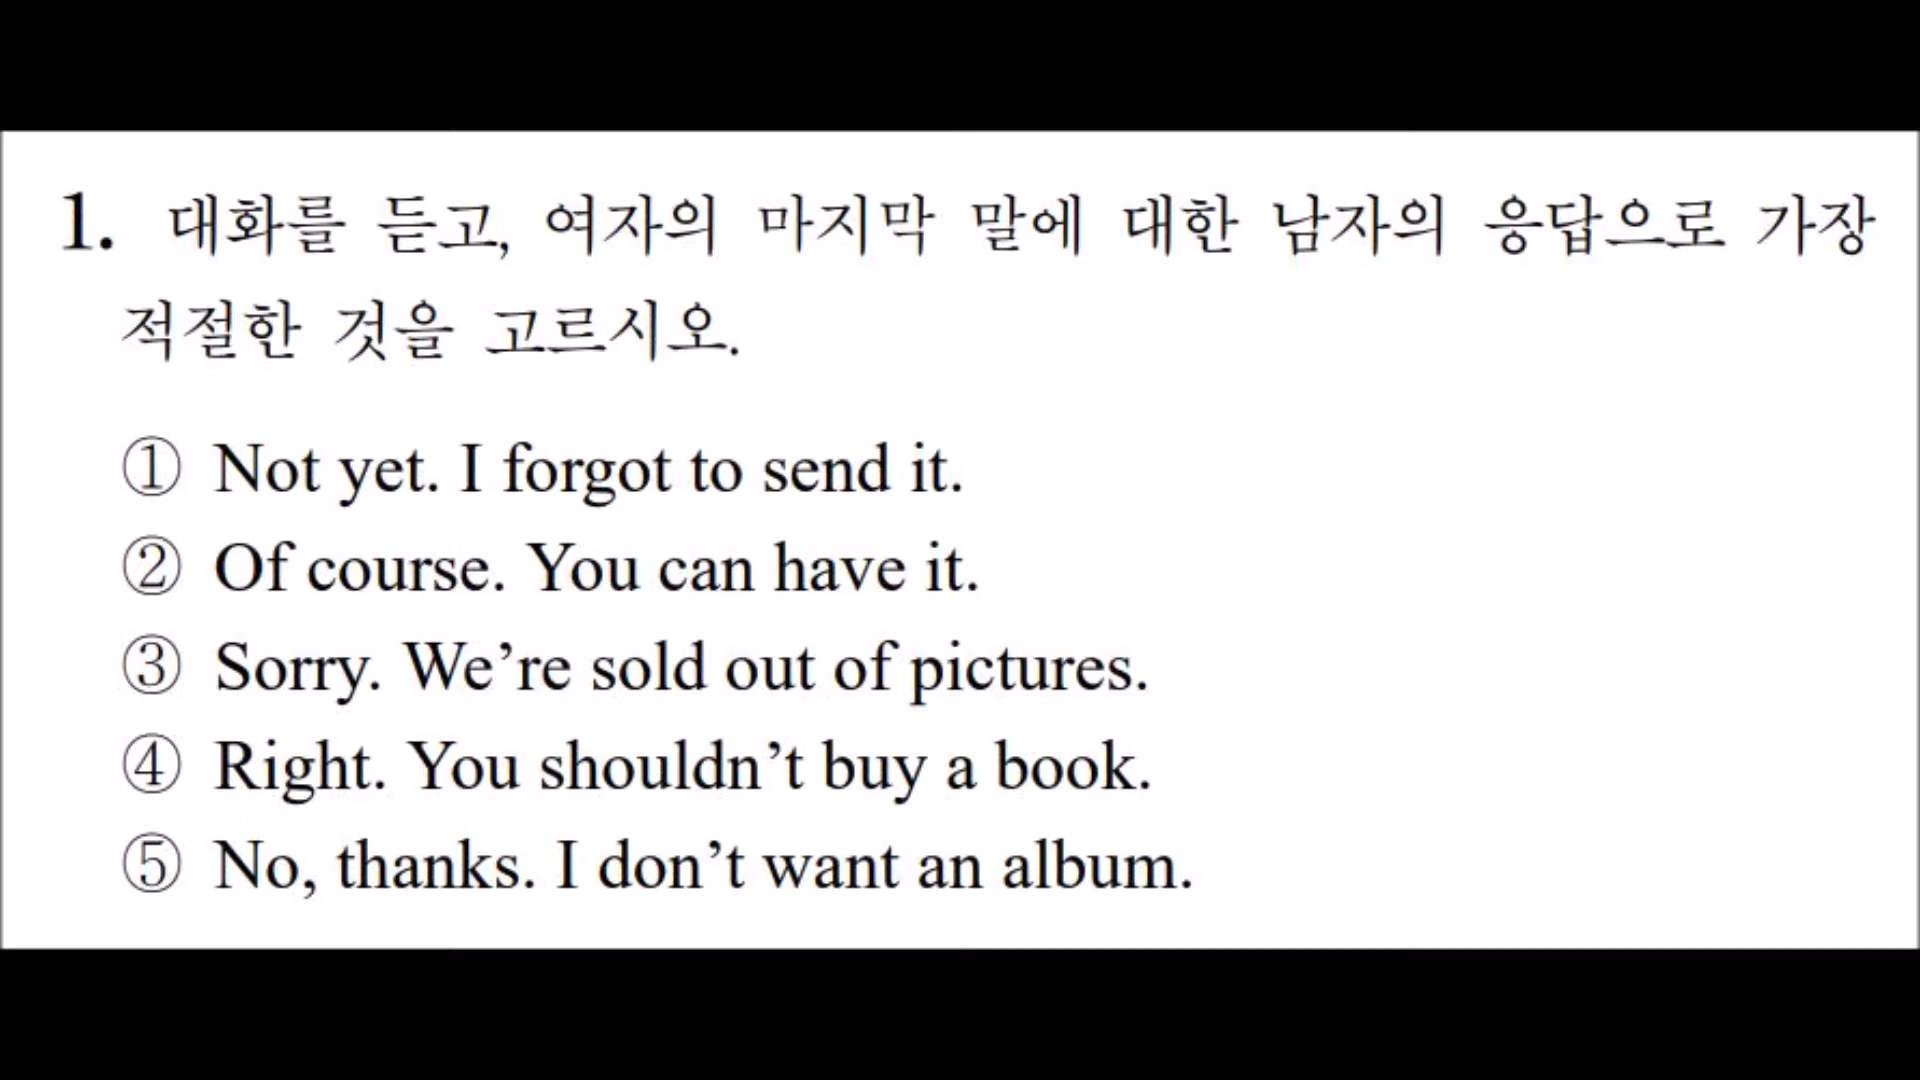 1. 대화를 듣고, 여자의 마지막 말에 대한 남자의 응답으로 가장
적절한 것을 고르시오.
① Not yet. I forgot to send it.
② Of course. You can have it.
③ Sorry. We’re sold out of pictures.
④ Right. You shouldn’t buy a book.
⑤ No, thanks. I don’t want an album.